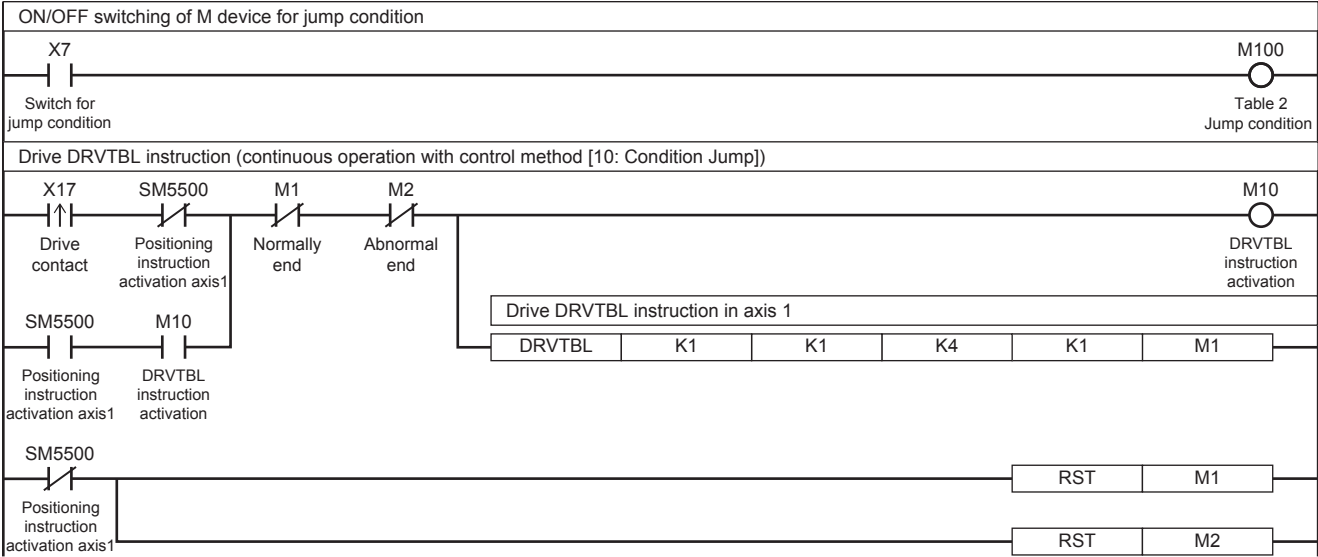 ON/OFF switching of M device for jump condition
X7
M100
Switch for
jump condition
Table 2
Jump condition
Drive DRVTBL instruction (continuous operation with control method [10: Condition Jump])
X17 SM5500 M1 M2 M10
Drive
contact
Positioning
instruction
activation axis1
Normally
end
Abnormal
end
DRVTBL
instruction
activation
Drive DRVTBL instruction in axis 1
SM5500 M10
DRVTBL K1 K1 K4 K1 M1
Positioning
instruction
activation axis1
DRVTBL
instruction
activation
SM5500
RST M1
Positioning
instruction
activation axis1
RST M2